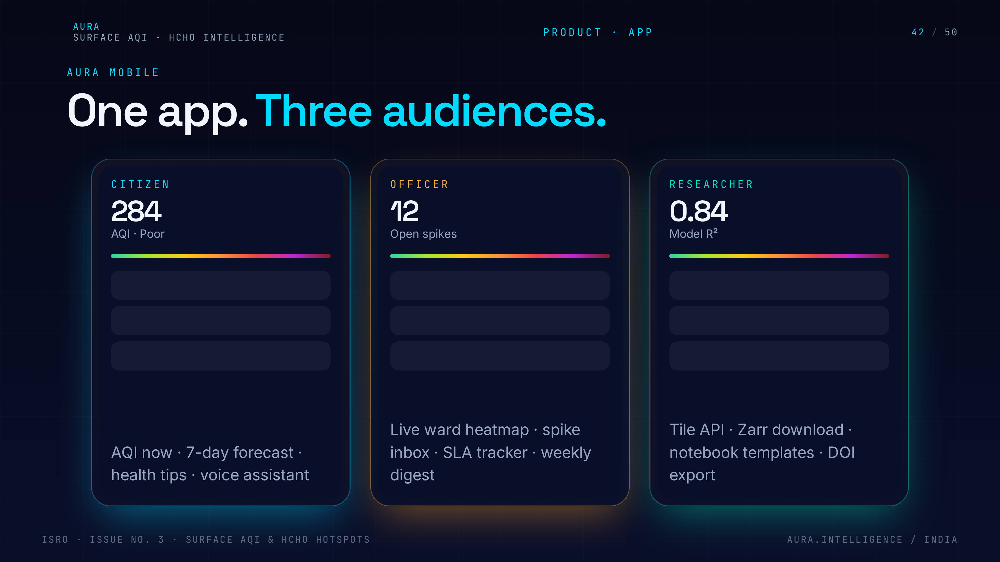 AURA
SURFACE AQI · HCHO INTELLIGENCE
PRODUCT · APP
42 / 50
AURA MOBILE
One app. Three audiences.
CITIZEN
284
AQI · Poor
AQI now · 7-day forecast ·
health tips · voice assistant
OFFICER
12
Open spikes
Live ward heatmap · spike
inbox · SLA tracker · weekly
digest
RESEARCHER
0.84
Model R²
Tile API · Zarr download ·
notebook templates · DOI
export
ISRO · ISSUE NO. 3 · SURFACE AQI & HCHO HOTSPOTS
AURA.INTELLIGENCE / INDIA